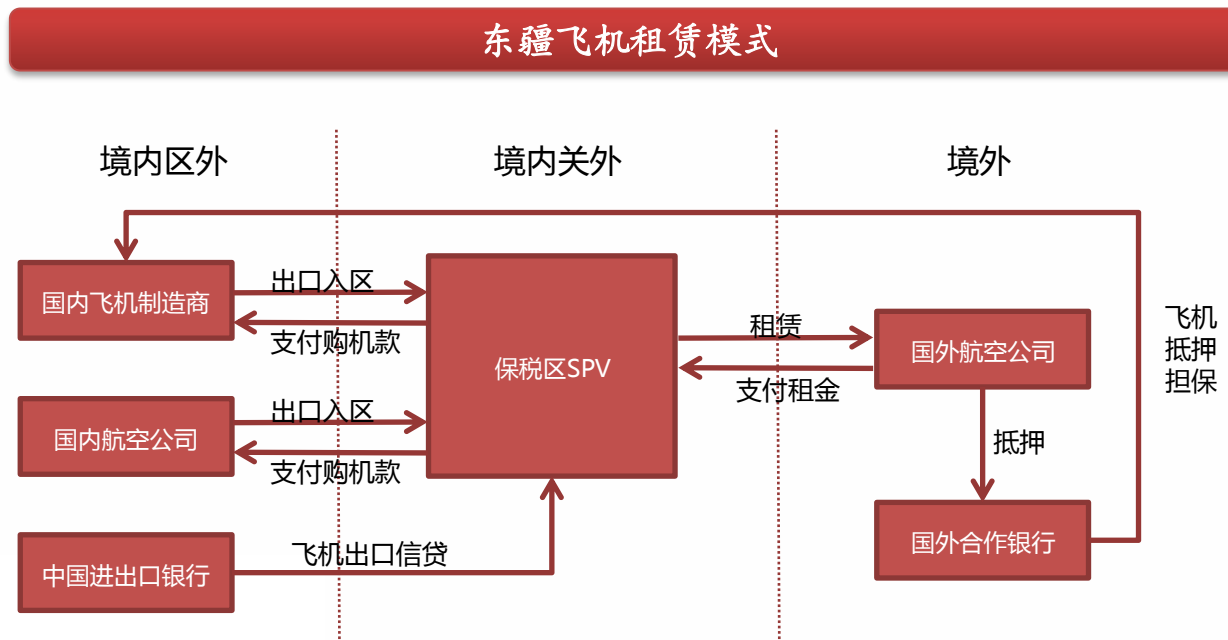 东疆飞机租赁模式
境内区外
境内关外
境外
国内飞机制造商
出口入区
支付购机款
国内航空公司
出口入区
支付购机款
中国进出口银行
飞机出口信贷
保税区SPV
租赁
支付租金
国外航空公司
抵押
国外合作银行
飞机
抵押
担保